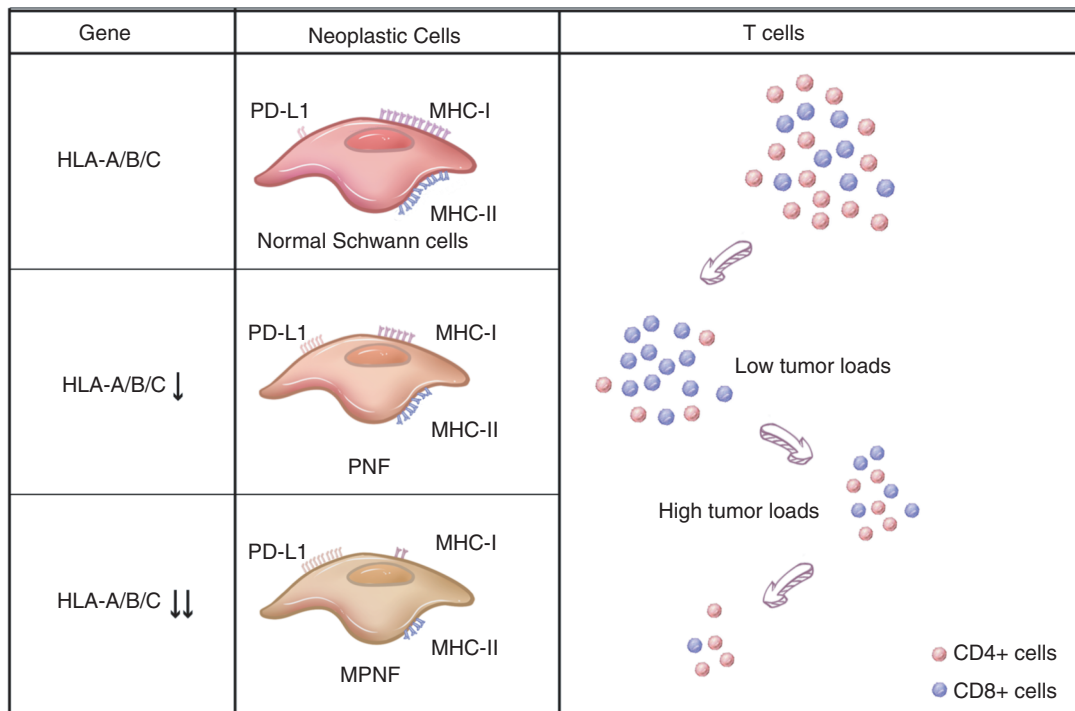 Gene
Neoplastic Cells
T cells
HLA-A/B/C
PD-L1
MHC-I
MHC-II
Normal Schwann cells
HLA-A/B/C ↓
PD-L1
MHC-I
MHC-II
PNF
Low tumor loads
High tumor loads
HLA-A/B/C ↓↓
PD-L1
MHC-I
MHC-II
MPNF
CD4+ cells
CD8+ cells